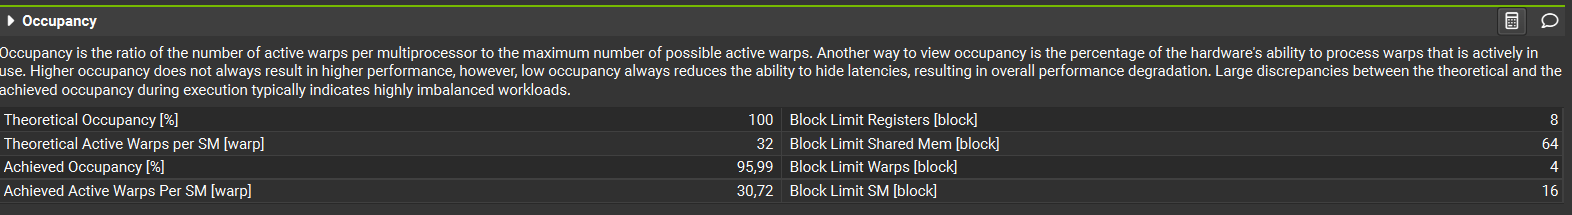 Occupancy
Occupancy is the ratio of the number of active warps per multiprocessor to the maximum number of possible active warps. Another way to view occupancy is the percentage of the hardware's ability to process warps that is actively in
use. Higher occupancy does not always result in higher performance, however, low occupancy always reduces the ability to hide latencies, resulting in overall performance degradation. Large discrepancies between the theoretical and the
achieved occupancy during execution typically indicates highly imbalanced workloads.
Theoretical Occupancy [%] 100 Block Limit Registers [block] 8
Theoretical Active Warps per SM [warp] 32 Block Limit Shared Mem [block] 64
Achieved Occupancy [%] 95,99 Block Limit Warps [block] 4
Achieved Active Warps Per SM [warp] 30,72 Block Limit SM [block] 16